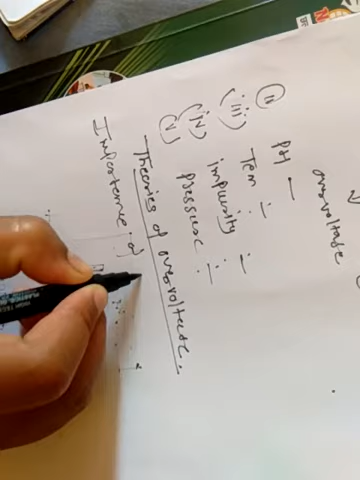 overvoltage
(ii) PH —
(iii) Tem :—
(iv) impurity :—
(v) pressure :—
Theories of overvoltage :
Importance of